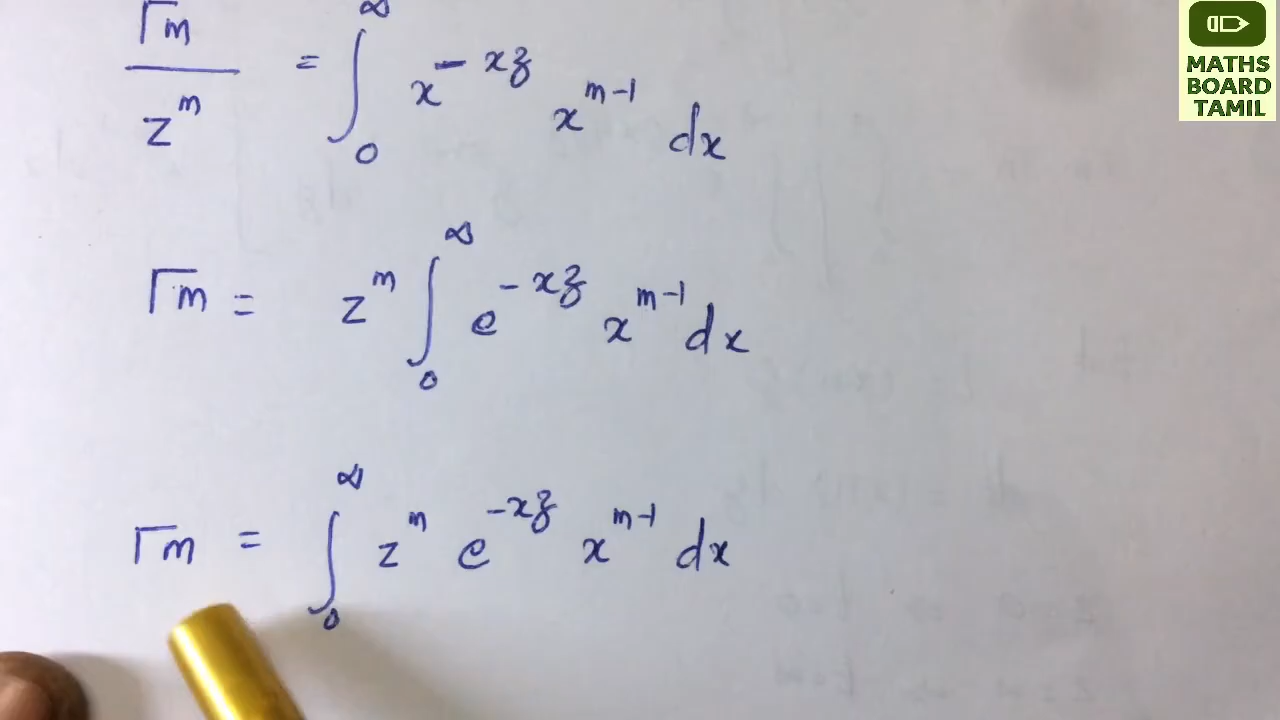 MATHS
BOARD
TAMIL
Γm / z^m = ∫₀^∞ x^{-xz} x^{m-1} dx
Γm = z^m ∫₀^∞ e^{-xz} x^{m-1} dx
Γm = ∫₀^∞ z^m e^{-xz} x^{m-1} dx